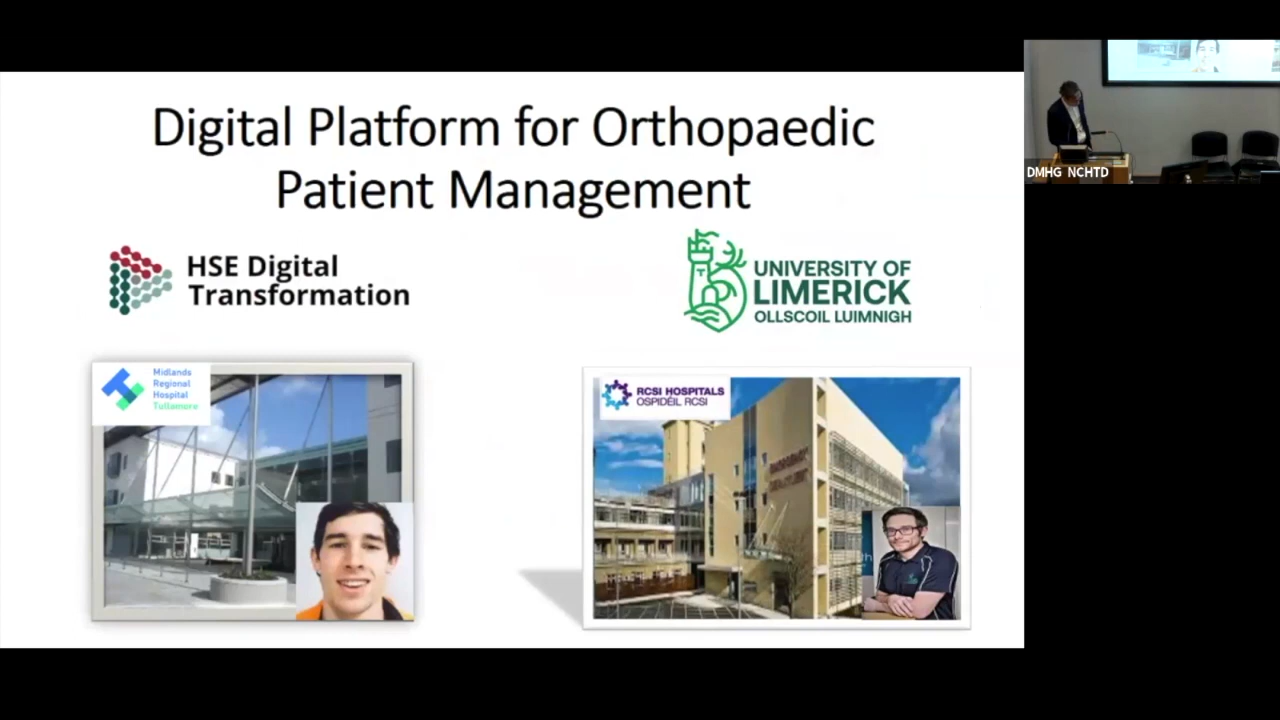 Digital Platform for Orthopaedic
Patient Management
HSE Digital
Transformation
UNIVERSITY OF
LIMERICK
OLLSCOIL LUIMNIGH
Midlands
Regional
Hospital
Tullamore
RCSI HOSPITALS
OSPIDÉIL RCSI
DMHG NCHTD